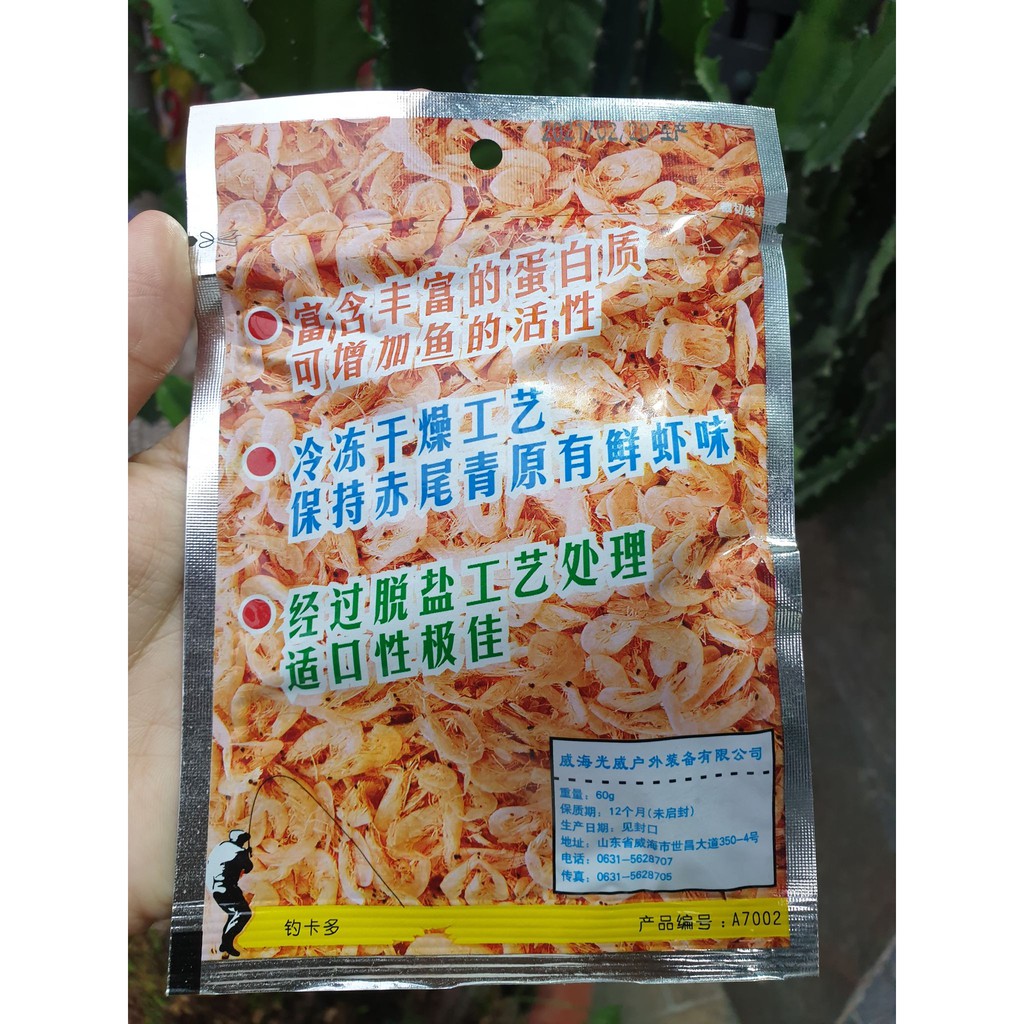 生产
富含丰富的蛋白质
可增加鱼的活性
冷冻干燥工艺
保持赤尾青原有鲜虾味
经过脱盐工艺处理
适口性极佳
威海光威户外装备有限公司
重量：60g
保质期：12个月(未启封)
生产日期：见封口
地址：山东省威海市世昌大道350-4号
电话：0631-5628707
传真：0631-5628705
钓卡多
产品编号：A7002